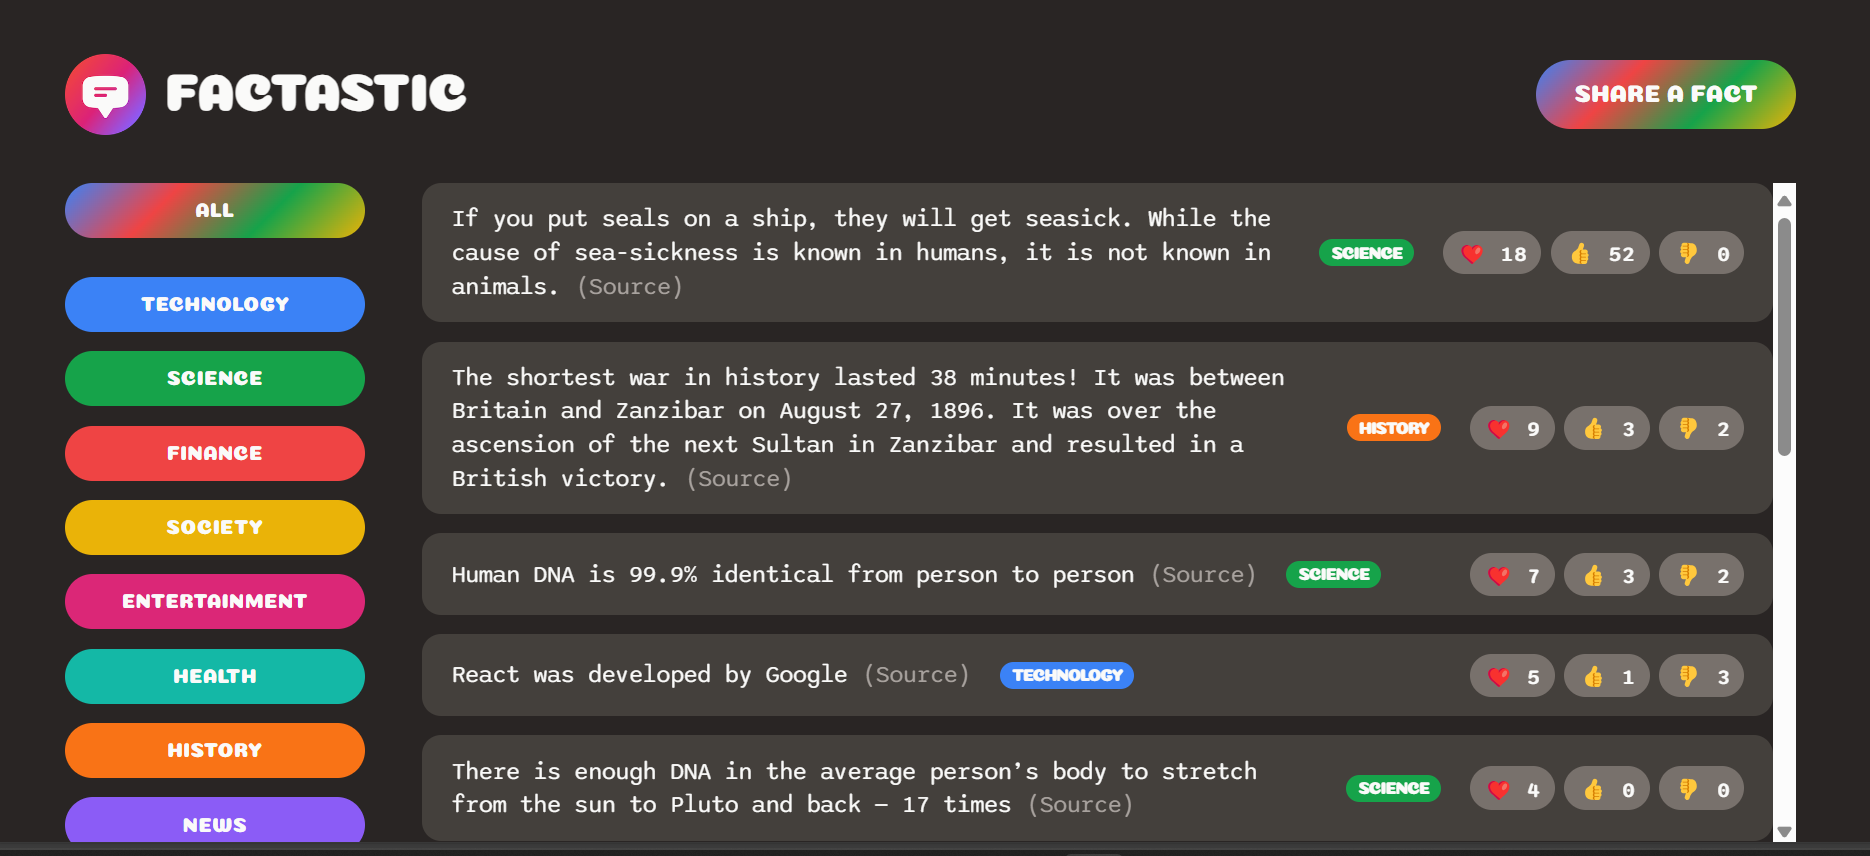 FACTASTIC
SHARE A FACT
ALL
TECHNOLOGY
SCIENCE
FINANCE
SOCIETY
ENTERTAINMENT
HEALTH
HISTORY
NEWS
If you put seals on a ship, they will get seasick. While the
cause of sea-sickness is known in humans, it is not known in
animals. (Source)
SCIENCE
❤️ 18 👍 52 👎 0
The shortest war in history lasted 38 minutes! It was between
Britain and Zanzibar on August 27, 1896. It was over the
ascension of the next Sultan in Zanzibar and resulted in a
British victory. (Source)
HISTORY
❤️ 9 👍 3 👎 2
Human DNA is 99.9% identical from person to person (Source)
SCIENCE
❤️ 7 👍 3 👎 2
React was developed by Google (Source)
TECHNOLOGY
❤️ 5 👍 1 👎 3
There is enough DNA in the average person’s body to stretch
from the sun to Pluto and back – 17 times (Source)
SCIENCE
❤️ 4 👍 0 👎 0